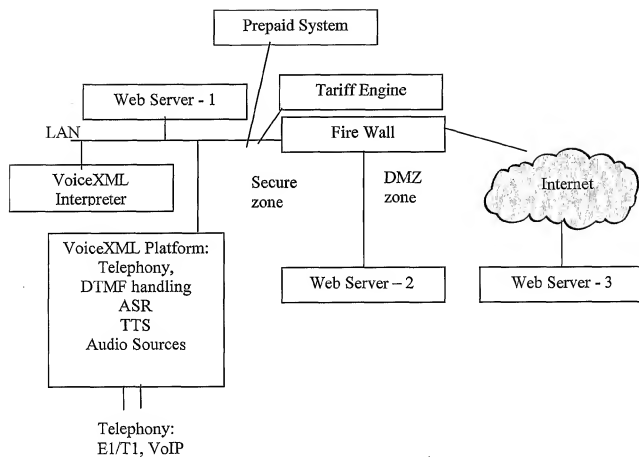 Prepaid System
Web Server - 1
Tariff Engine
LAN
Fire Wall
VoiceXML
Interpreter
Secure
zone
DMZ
zone
Internet
VoiceXML Platform:
Telephony,
DTMF handling
ASR
TTS
Audio Sources
Web Server – 2
Web Server - 3
Telephony:
E1/T1, VoIP